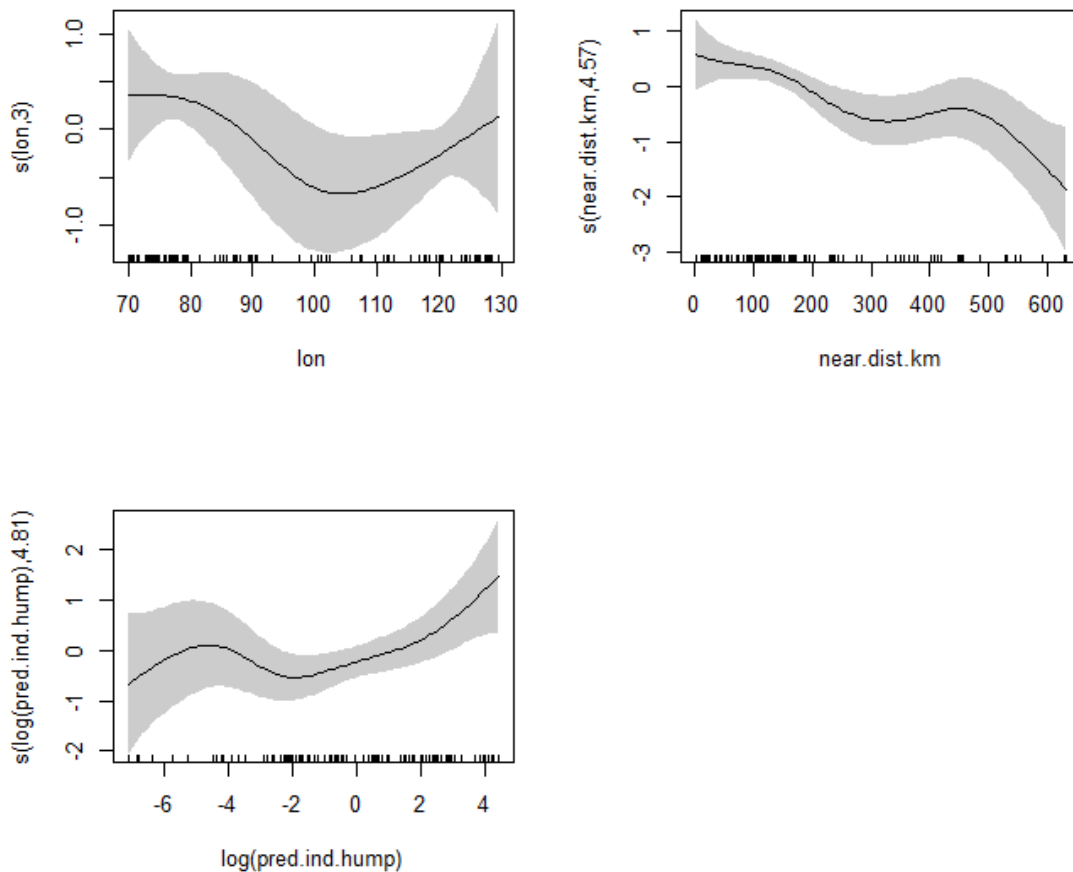 s(lon,3)
1.0
0.0
-1.0
70 80 90 100 110 120 130
lon
s(near.dist.km,4.57)
1
0
-1
-2
-3
0 100 200 300 400 500 600
near.dist.km
s(log(pred.ind.hump),4.81)
2
1
0
-1
-2
-6 -4 -2 0 2 4
log(pred.ind.hump)